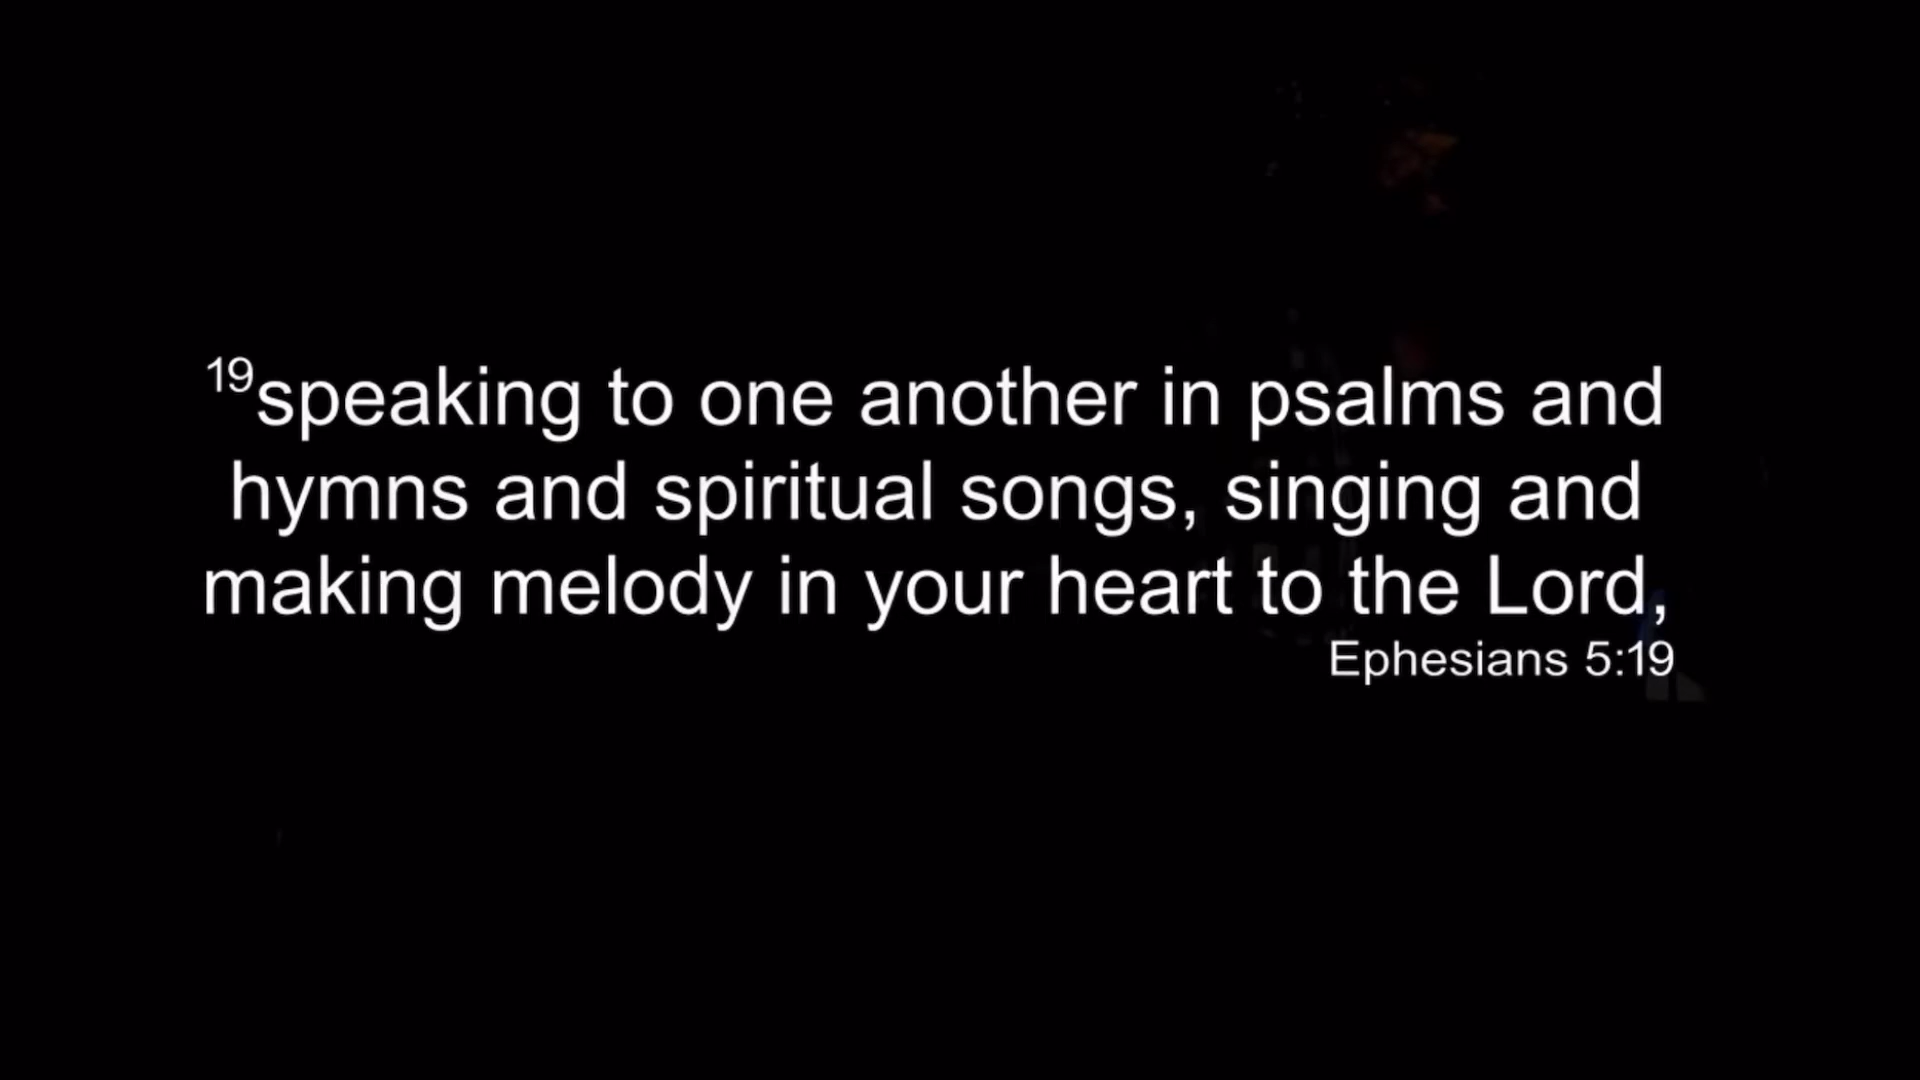 19speaking to one another in psalms and
hymns and spiritual songs, singing and
making melody in your heart to the Lord,
Ephesians 5:19